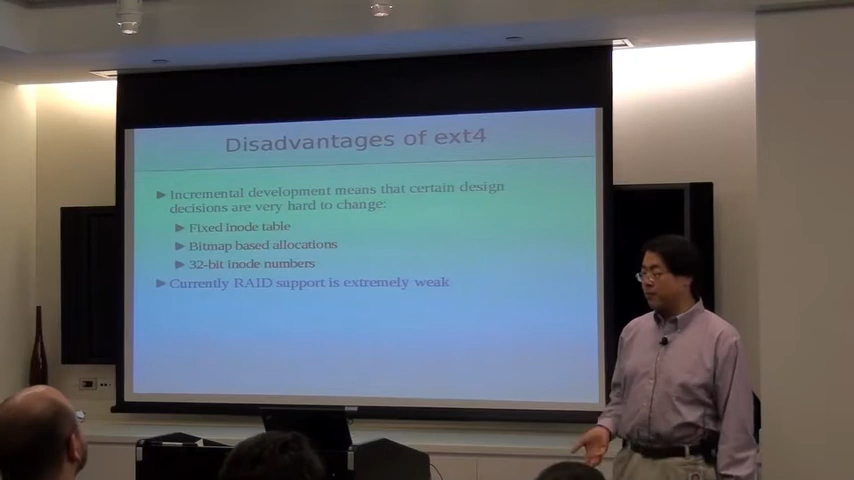 Disadvantages of ext4
Incremental development means that certain design
decisions are very hard to change:
Fixed inode table
Bitmap based allocations
32-bit inode numbers
Currently RAID support is extremely weak